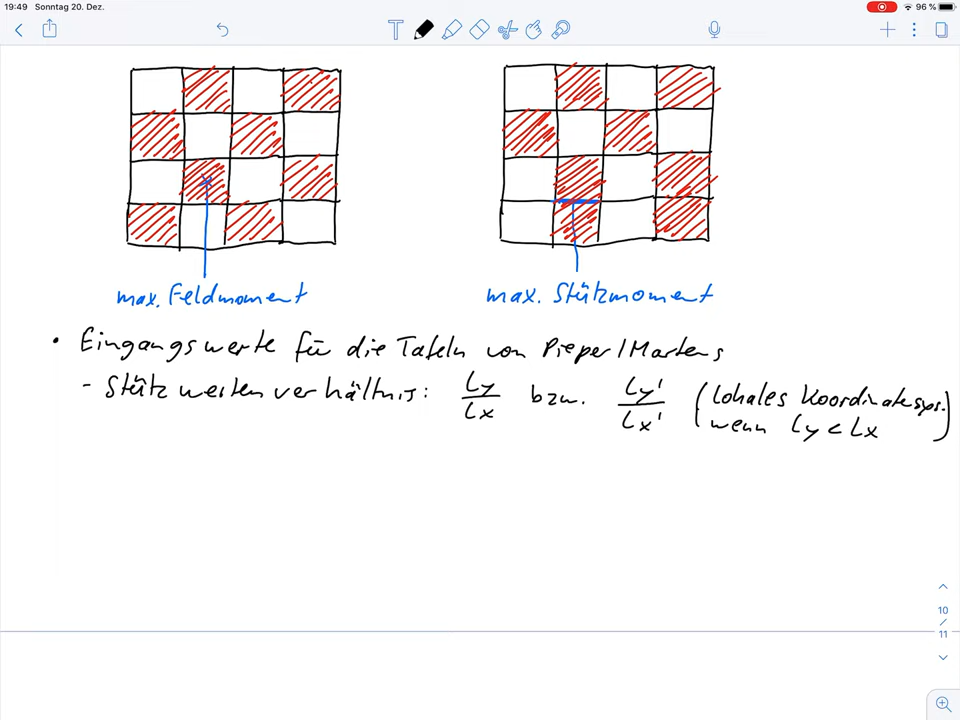 19:49 Sonntag 20. Dez.
96 %
T
max. Feldmoment
max. Stützmoment
• Eingangswerte für die Tafeln von Pieper/Martens
- Stützweitenverhältnis: Ly/Lx bzw. Ly'/Lx' (lokales Koordinatensys.
wenn Ly < Lx)
10
/
11